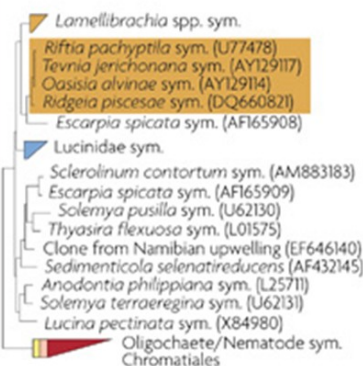 Lamellibrachia spp. sym.
Riftia pachyptila sym. (U77478)
Tevnia jerichonana sym. (AY129117)
Oasisia alvinae sym. (AY129114)
Ridgeia piscesae sym. (DQ660821)
Escarpia spicata sym. (AF165908)
Lucinidae sym.
Sclerolinum contortum sym. (AM883183)
Escarpia spicata sym. (AF165909)
Solemya pusilla sym. (U62130)
Thyasira flexuosa sym. (L01575)
Clone from Namibian upwelling (EF646140)
Sedimenticola selenatireducens (AF432145)
Anodontia philippiana sym. (L25711)
Solemya terraeregina sym. (U62131)
Lucina pectinata sym. (X84980)
Oligochaete/Nematode sym.
Chromatiales